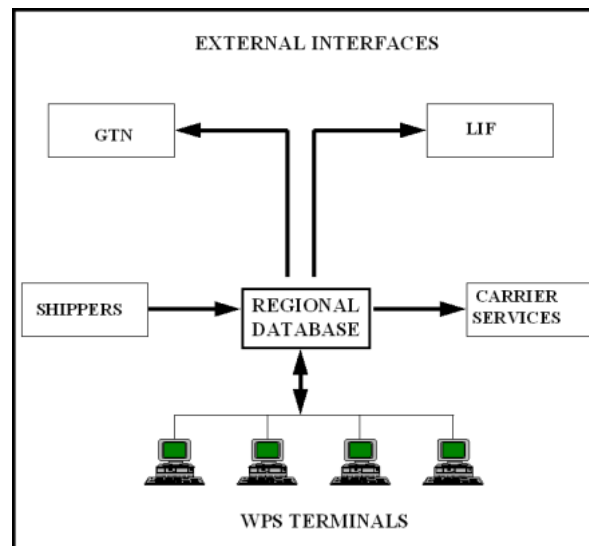 EXTERNAL INTERFACES
GTN
LIF
SHIPPERS
REGIONAL
DATABASE
CARRIER
SERVICES
WPS TERMINALS